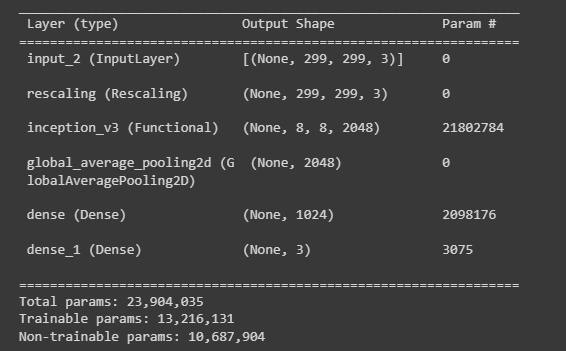 Layer (type) Output Shape Param #
input_2 (InputLayer) [(None, 299, 299, 3)] 0
rescaling (Rescaling) (None, 299, 299, 3) 0
inception_v3 (Functional) (None, 8, 8, 2048) 21802784
global_average_pooling2d (G (None, 2048) 0
lobalAveragePooling2D)
dense (Dense) (None, 1024) 2098176
dense_1 (Dense) (None, 3) 3075
Total params: 23,904,035
Trainable params: 13,216,131
Non-trainable params: 10,687,904